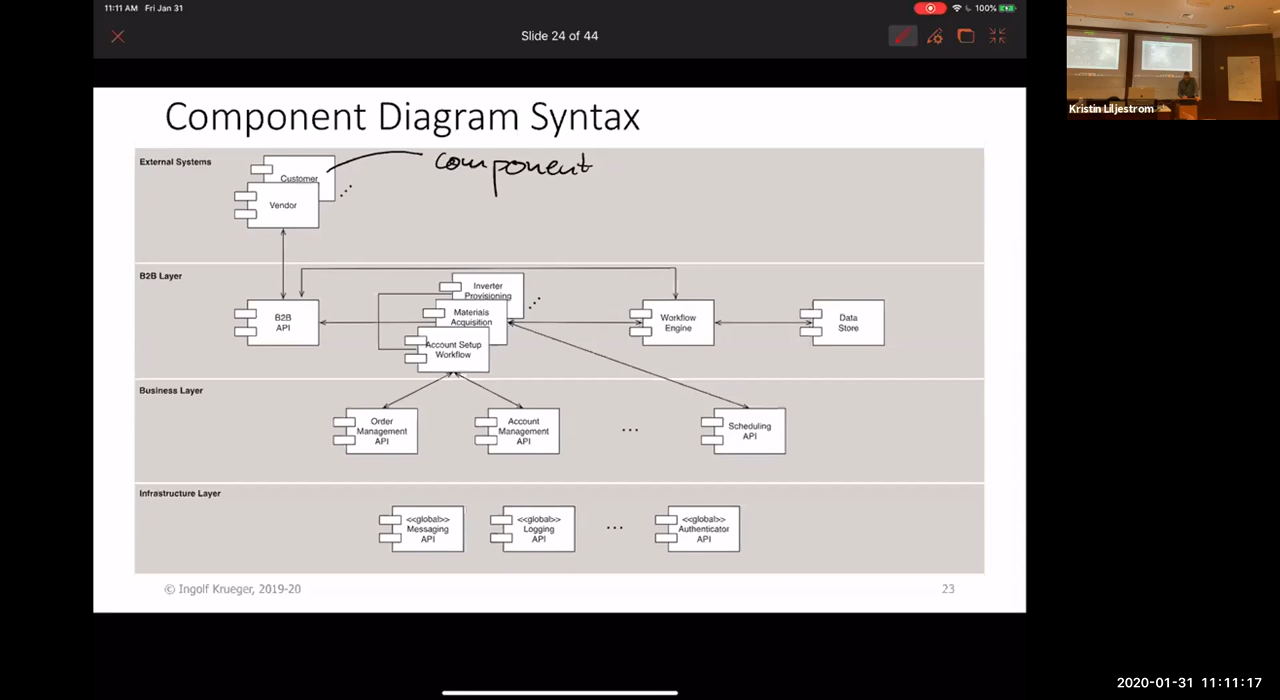 11:11 AM Fri Jan 31
100%
Slide 24 of 44
Kristin Liljestrom
Component Diagram Syntax
External Systems
component
Customer
Vendor
B2B Layer
Inverter
Provisioning
B2B
API
Materials
Acquisition
Workflow
Engine
Data
Store
Account Setup
Workflow
Business Layer
Order
Management
API
Account
Management
API
...
Scheduling
API
Infrastructure Layer
<<global>>
Messaging
API
<<global>>
Logging
API
...
<<global>>
Authenticator
API
© Ingolf Krueger, 2019-20
23
2020-01-31 11:11:17